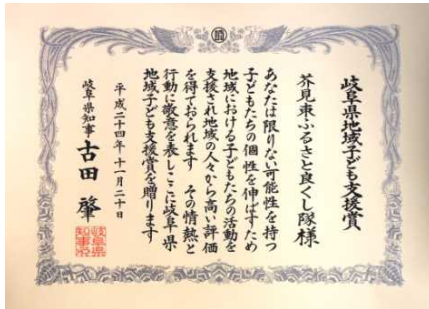 岐阜県地域子ども支援賞
芥見東ふるさと良くし隊様
あなたは限りない可能性を持つ
子どもたちの個性を伸ばすため
地域における子どもたちの活動を
支援され地域の人々から高い評価
を得ておられます その情熱と
行動に敬意を表しここに岐阜県
地域子ども支援賞を贈ります
平成二十四年十一月二十日
岐阜県知事 古田肇
岐阜県知事之印